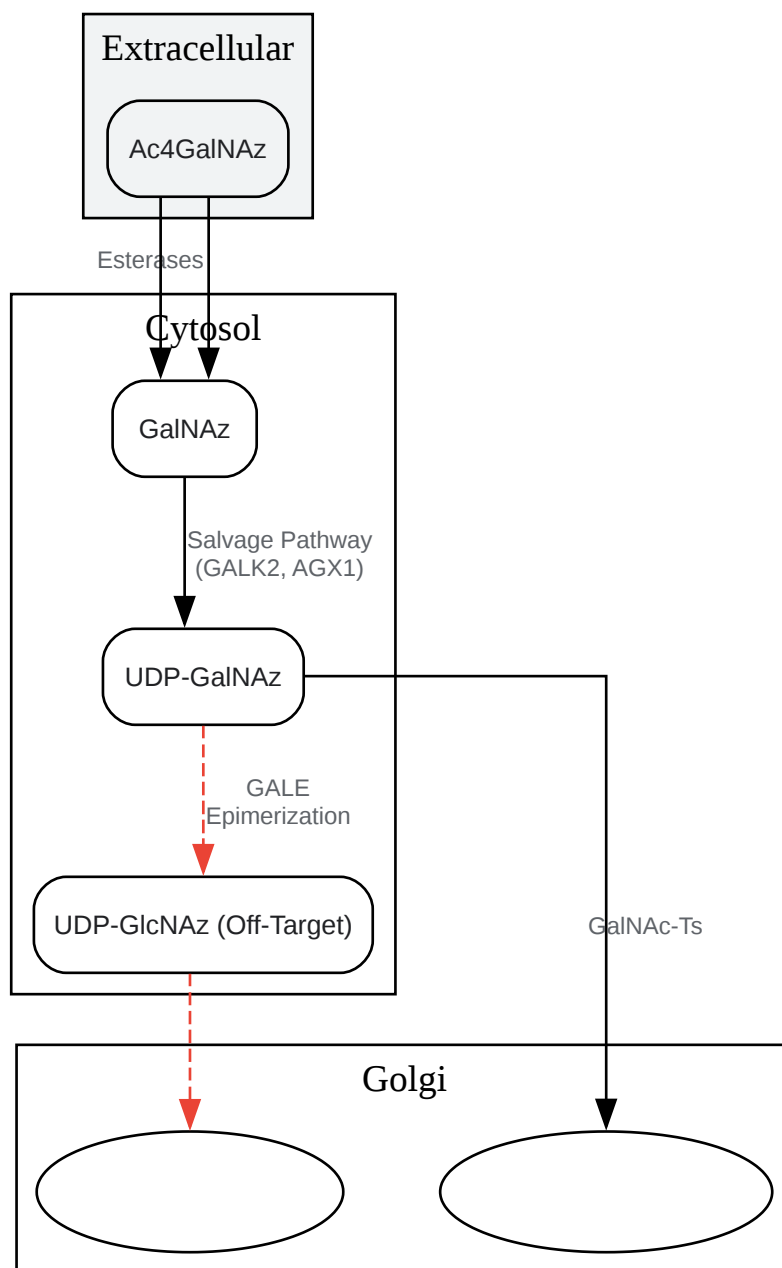 Extracellular
Ac4GalNAz
Esterases
Cytosol
GalNAz
Salvage Pathway
(GALK2, AGX1)
UDP-GalNAz
GALE
Epimerization
UDP-GlcNAz (Off-Target)
GalNAc-Ts
Golgi